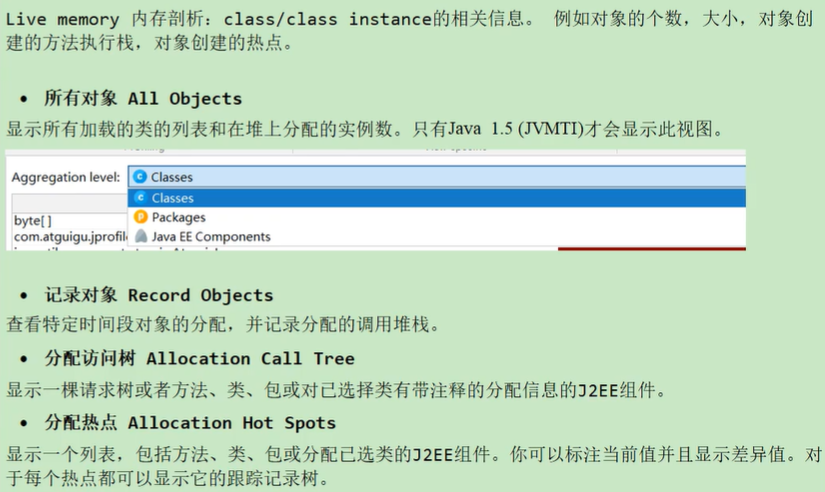 Live memory 内存剖析：class/class instance的相关信息。 例如对象的个数，大小，对象创
建的方法执行栈，对象创建的热点。
• 所有对象 All Objects
显示所有加载的类的列表和在堆上分配的实例数。只有Java 1.5 (JVMTI)才会显示此视图。
Aggregation level: Classes
Classes
byte[]
Packages
com.atguigu.jprofil
Java EE Components
• 记录对象 Record Objects
查看特定时间段对象的分配，并记录分配的调用堆栈。
• 分配访问树 Allocation Call Tree
显示一棵请求树或者方法、类、包或对已选择类有带注释的分配信息的J2EE组件。
• 分配热点 Allocation Hot Spots
显示一个列表，包括方法、类、包或分配已选类的J2EE组件。你可以标注当前值并且显示差异值。对
于每个热点都可以显示它的跟踪记录树。